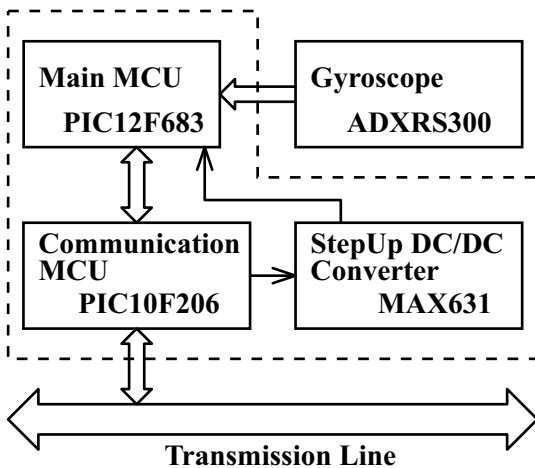 Main MCU
PIC12F683
Gyroscope
ADXRS300
Communication
MCU
PIC10F206
StepUp DC/DC
Converter
MAX631
Transmission Line